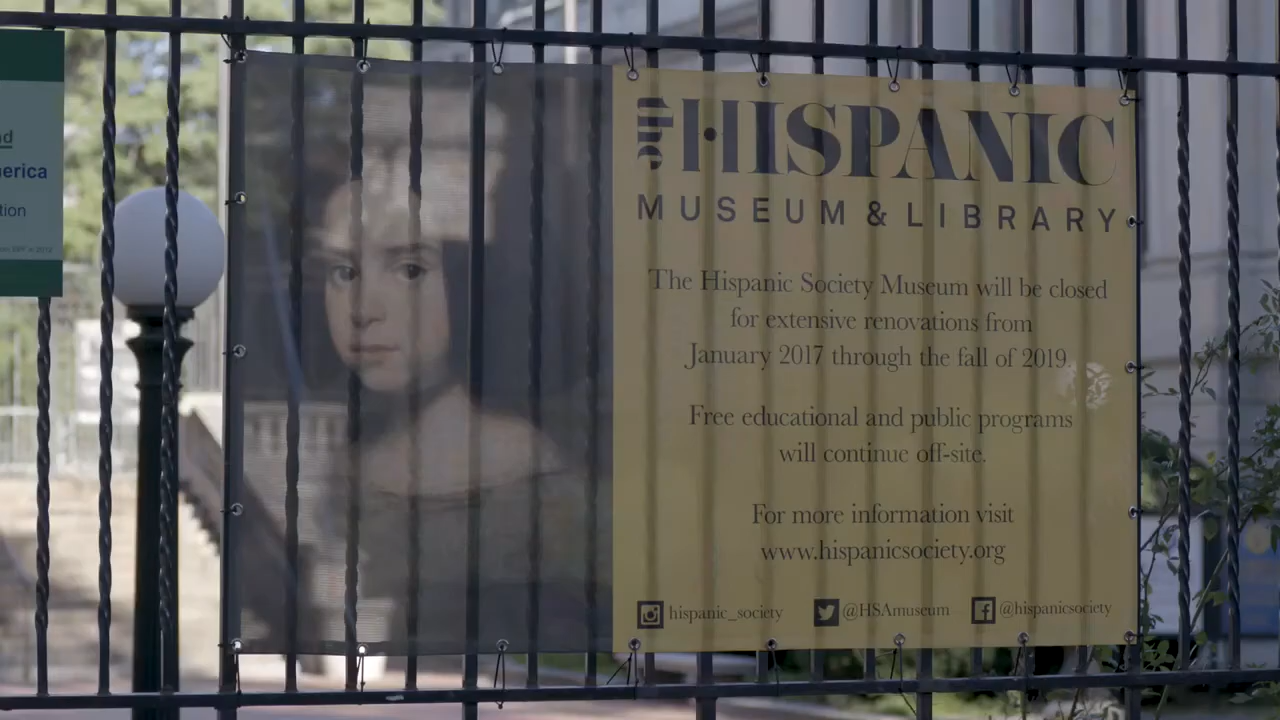 nd
nerica
tion
the HISPANIC
MUSEUM & LIBRARY
The Hispanic Society Museum will be closed
for extensive renovations from
January 2017 through the fall of 2019.
Free educational and public programs
will continue off-site.
For more information visit
www.hispanicsociety.org
hispanic_society @HSAmuseum @hispanicsociety